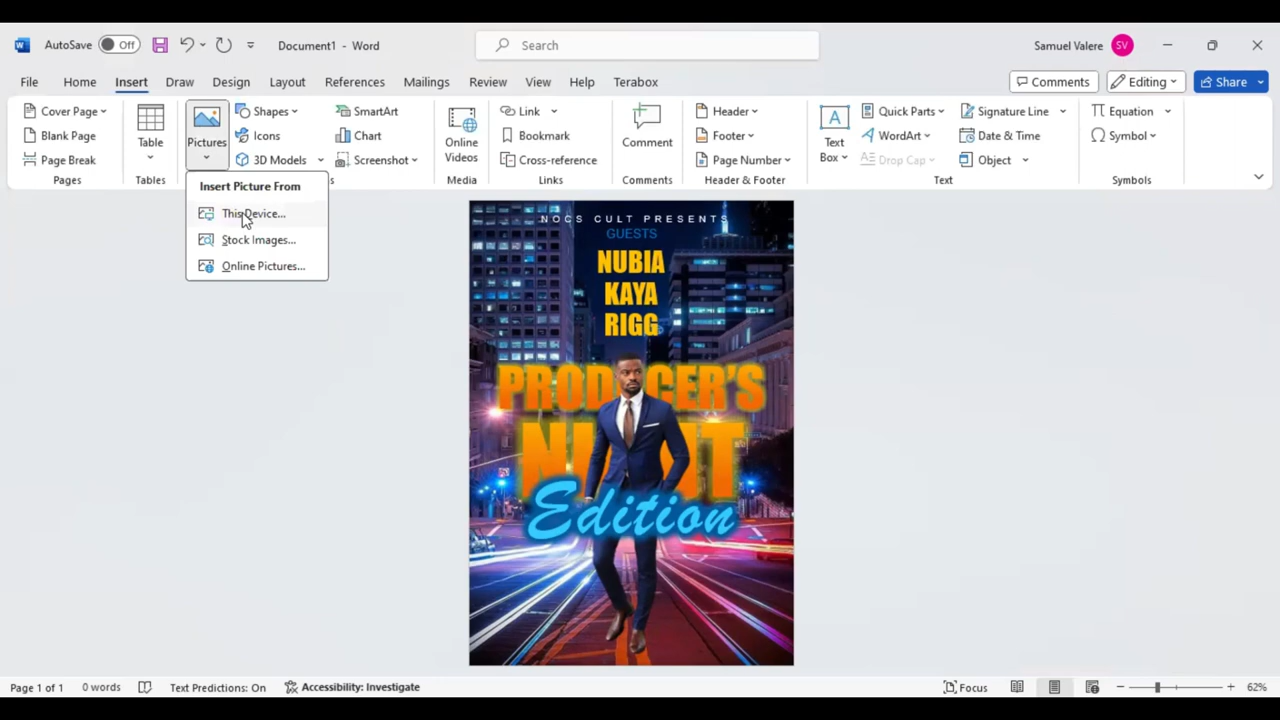 AutoSave Off Document1 - Word Search Samuel Valere SV
File Home Insert Draw Design Layout References Mailings Review View Help Terabox Comments Editing Share
Cover Page
Blank Page
Page Break
Pages
Table
Tables
Pictures
Shapes
Icons
3D Models
SmartArt
Chart
Screenshot
s
Online
Videos
Media
Link
Bookmark
Cross-reference
Links
Comment
Comments
Header
Footer
Page Number
Header & Footer
A
Text
Box
Quick Parts
WordArt
Drop Cap
Signature Line
Date & Time
Object
Text
Equation
Symbol
Symbols
Insert Picture From
This Device...
Stock Images...
Online Pictures...
NOCS CULT PRESENTS
GUESTS
NUBIA
KAYA
RIGG
Edition
Page 1 of 1 0 words Text Predictions: On Accessibility: Investigate Focus 62%